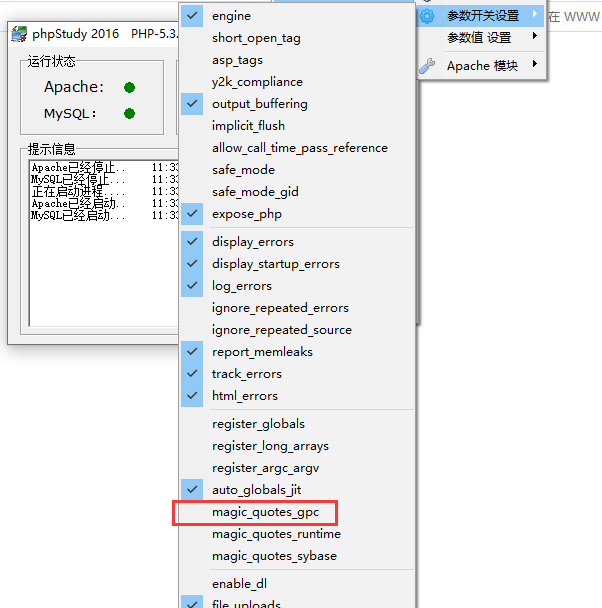 phpStudy 2016 PHP-5.3.
运行状态
Apache:
MySQL:
提示信息
Apache已经停止.. 11:33
MySQL已经停止... 11:33
正在启动进程.... 11:33
Apache已经启动.. 11:33
MySQL已经启动... 11:33
engine
short_open_tag
asp_tags
y2k_compliance
output_buffering
implicit_flush
allow_call_time_pass_reference
safe_mode
safe_mode_gid
expose_php
display_errors
display_startup_errors
log_errors
ignore_repeated_errors
ignore_repeated_source
report_memleaks
track_errors
html_errors
register_globals
register_long_arrays
register_argc_argv
auto_globals_jit
magic_quotes_gpc
magic_quotes_runtime
magic_quotes_sybase
enable_dl
file_uploads
参数开关设置
参数值 设置
Apache 模块
在 WWW